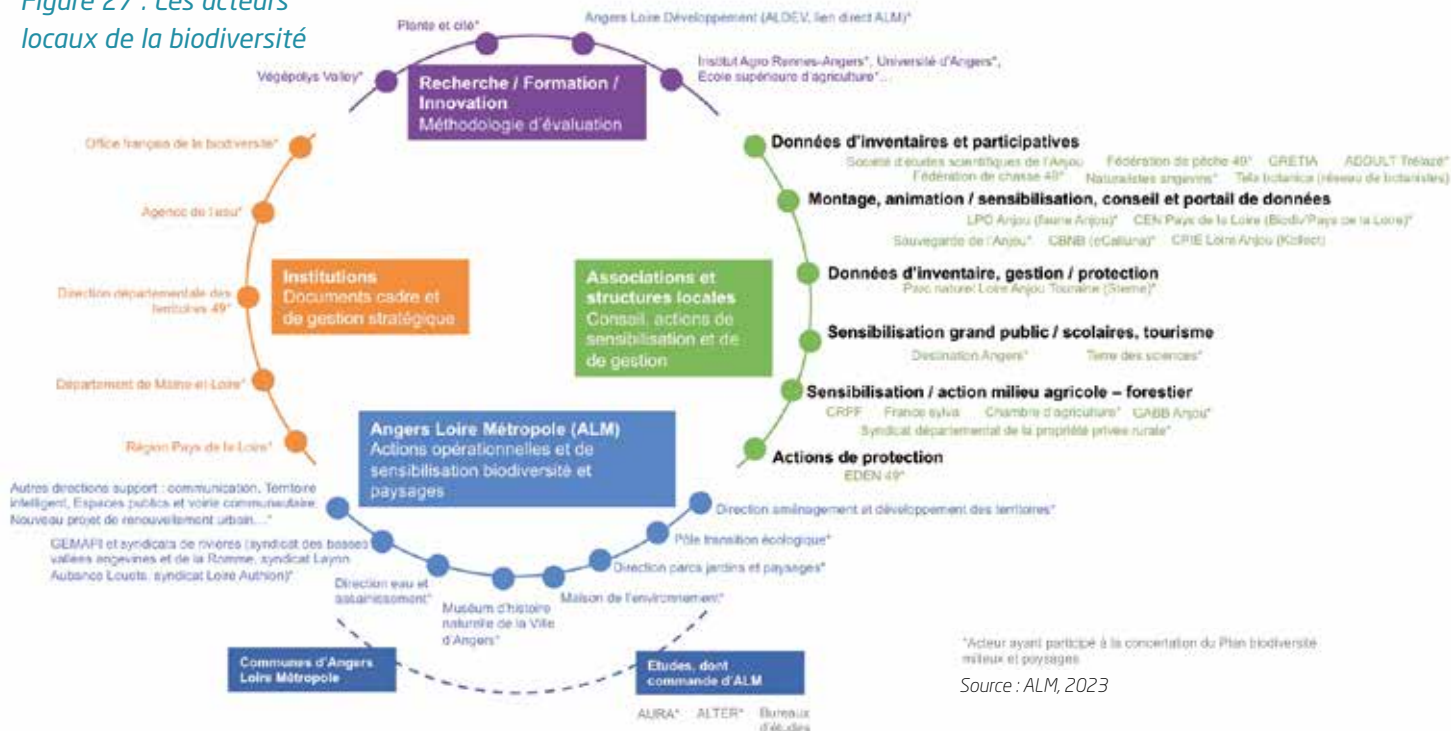 Figure 27 : Les acteurs
locaux de la biodiversité
Plante et cité*
Angers Loire Développement (ALDEV, lien direct ALM)*
Végépolys Valley*
Institut Agro Rennes-Angers*, Université d'Angers*,
Ecole supérieure d'agriculture*...
Recherche / Formation /
Innovation
Méthodologie d'évaluation
Office français de la biodiversité*
Agence de l'eau*
Direction départementale des
territoires 49*
Département de Maine-et-Loire*
Région Pays de la Loire*
Institutions
Documents cadre et
de gestion stratégique
Associations et
structures locales
Conseil, actions de
sensibilisation et de
de gestion
Données d'inventaires et participatives
Société d'études scientifiques de l'Anjou Fédération de pêche 49* GRETIA ADDULT Trélazé*
Fédération de chasse 49* Naturalistes angevins* Tela botanica (réseau de botanistes)
Montage, animation / sensibilisation, conseil et portail de données
LPO Anjou (faune Anjou)* CEN Pays de la Loire (Biodiv'Pays de la Loire)*
Sauvegarde de l'Anjou* CBNB (eCalluna)* CPIE Loire Anjou (Kollect)
Données d'inventaire, gestion / protection
Parc naturel Loire Anjou Touraine (Sterne)*
Sensibilisation grand public / scolaires, tourisme
Destination Angers* Terre des sciences*
Sensibilisation / action milieu agricole – forestier
CRPF Fransylva Chambre d'agriculture* GABB Anjou*
Syndicat départemental de la propriété privée rurale*
Actions de protection
EDEN 49*
Angers Loire Métropole (ALM)
Actions opérationnelles et de
sensibilisation biodiversité et
paysages
Autres directions support : communication, Territoire
intelligent, Espaces publics et voirie communautaire,
Nouveau projet de renouvellement urbain...*
GEMAPI et syndicats de rivières (syndicat des basses
vallées angevines et de la Romme, syndicat Layon
Aubance Louets, syndicat Loire Authion)*
Direction eau et
assainissement*
Muséum d'histoire
naturelle de la Ville
d'Angers*
Maison de l'environnement*
Direction parcs jardins et paysages*
Pôle transition écologique*
Direction aménagement et développement des territoires*
Communes d'Angers
Loire Métropole
Etudes, dont
commande d'ALM
AURA* ALTER* Bureaux
d'études
*Acteur ayant participé à la concertation du Plan biodiversité
milieux et paysages
Source : ALM, 2023